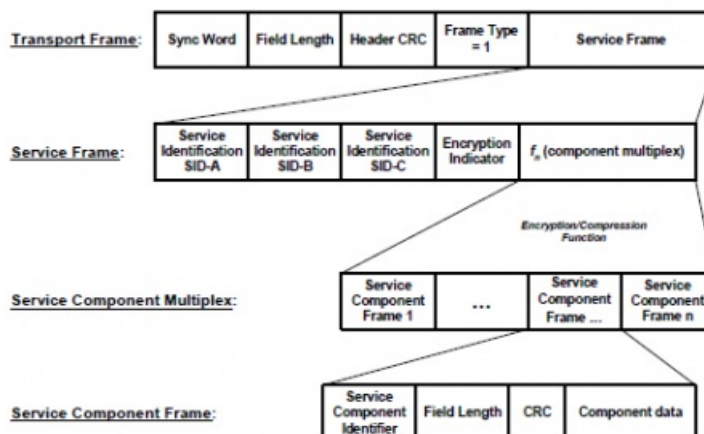 Transport Frame:
Sync Word
Field Length
Header CRC
Frame Type
= 1
Service Frame
Service Frame:
Service
Identification
SID-A
Service
Identification
SID-B
Service
Identification
SID-C
Encryption
Indicator
fn (component multiplex)
Encryption/Compression
Function
Service Component Multiplex:
Service
Component
Frame 1
...
Service
Component
Frame ...
Service
Component
Frame n
Service Component Frame:
Service
Component
Identifier
Field Length
CRC
Component data